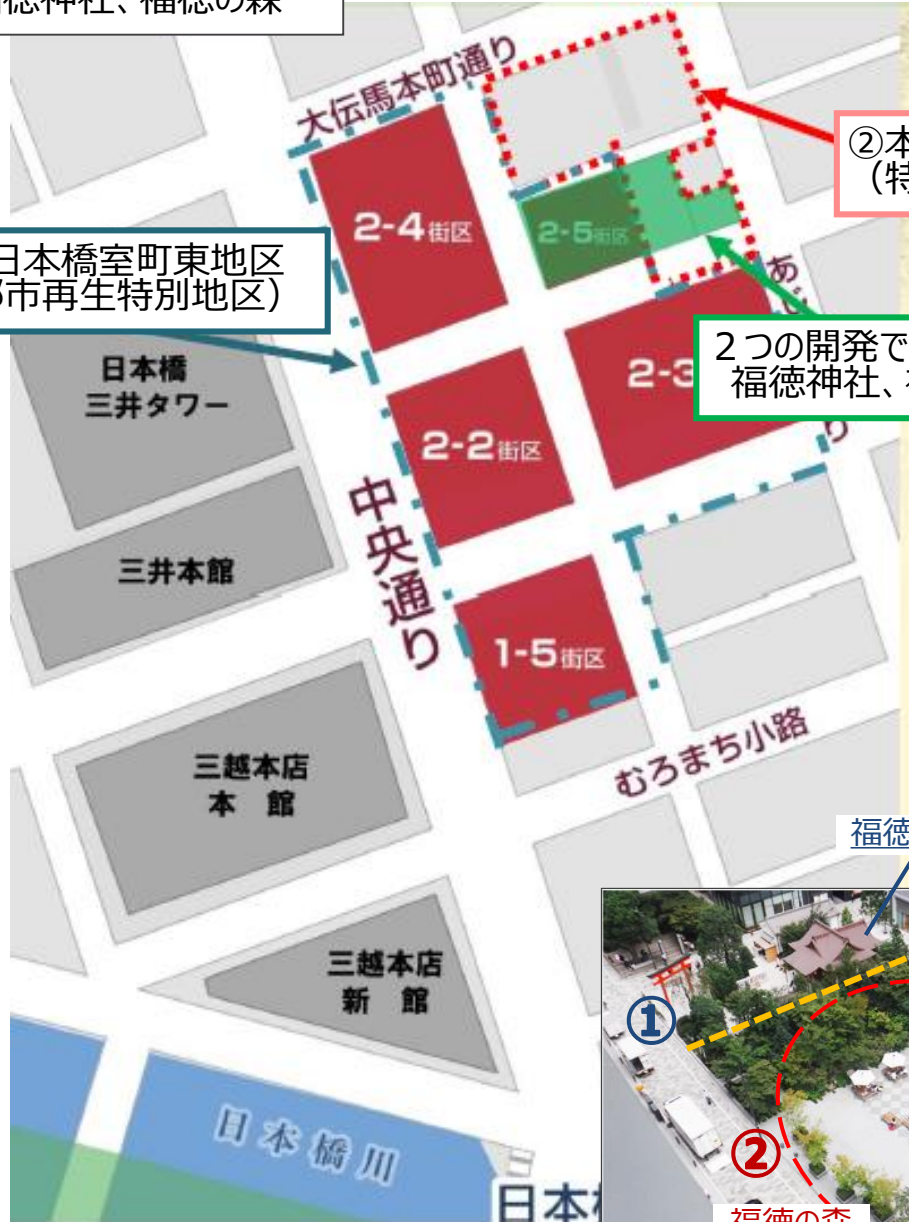 徳神社、福徳の森
大伝馬本町通り
②本
(特
2-4街区
2-5街区
日本橋室町東地区
市再生特別地区)
あじ
2つの開発で
福徳神社、
り
日本橋
三井タワー
2-3
2-2街区
中央通り
三井本館
1-5街区
むろまち小路
三越本店
本 館
福徳
三越本店
新 館
①
②
日本橋川
日本
福徳の森